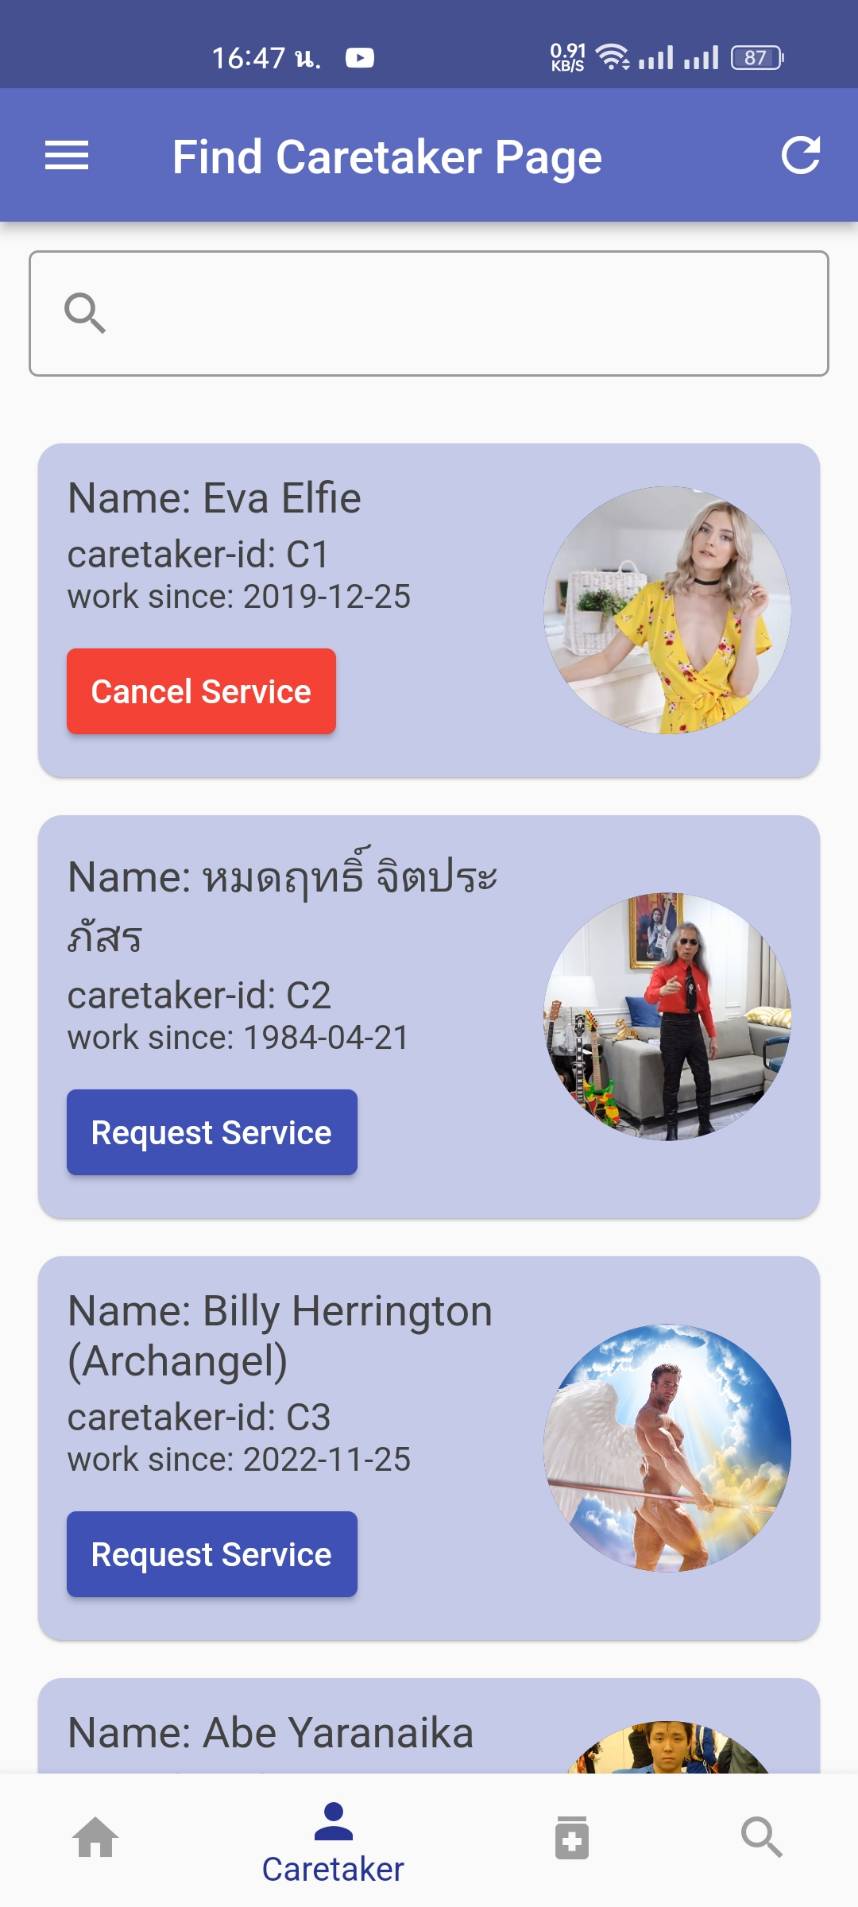 16:47 น.
0.91
KB/S
87
Find Caretaker Page
Name: Eva Elfie
caretaker-id: C1
work since: 2019-12-25
Cancel Service
Name: หมดฤทธิ์ จิตประ
ภัสร
caretaker-id: C2
work since: 1984-04-21
Request Service
Name: Billy Herrington
(Archangel)
caretaker-id: C3
work since: 2022-11-25
Request Service
Name: Abe Yaranaika
Caretaker